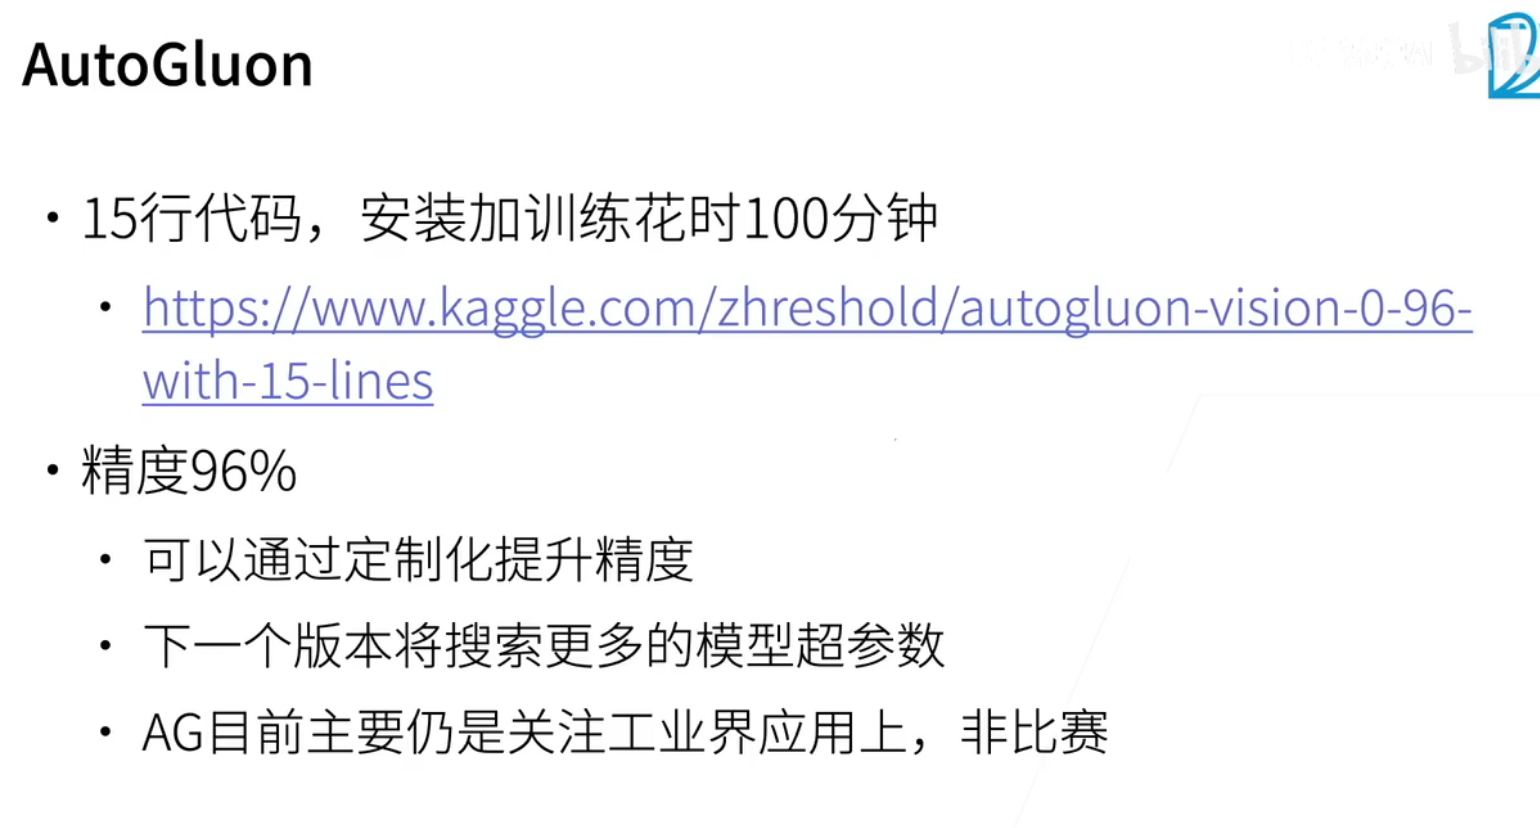 AutoGluon
• 15行代码，安装加训练花时100分钟
• https://www.kaggle.com/zhreshold/autogluon-vision-0-96-
with-15-lines
• 精度96%
• 可以通过定制化提升精度
• 下一个版本将搜索更多的模型超参数
• AG目前主要仍是关注工业界应用上，非比赛